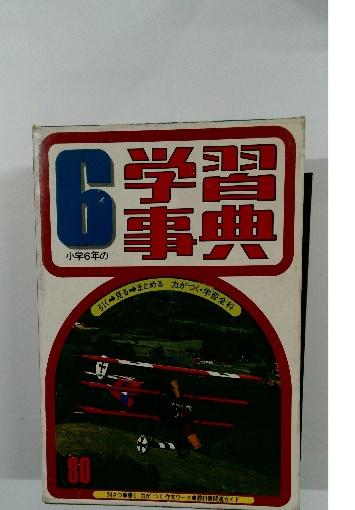 6
学習
事典
小学6年の
引く➡見る➡まとめる 力がつく・学習全科
80